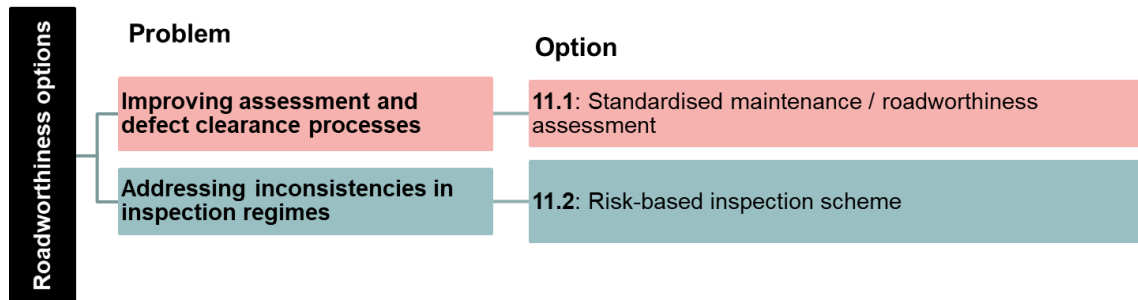 Roadworthiness options
Problem
Option
Improving assessment and
defect clearance processes
11.1: Standardised maintenance / roadworthiness
assessment
Addressing inconsistencies in
inspection regimes
11.2: Risk-based inspection scheme